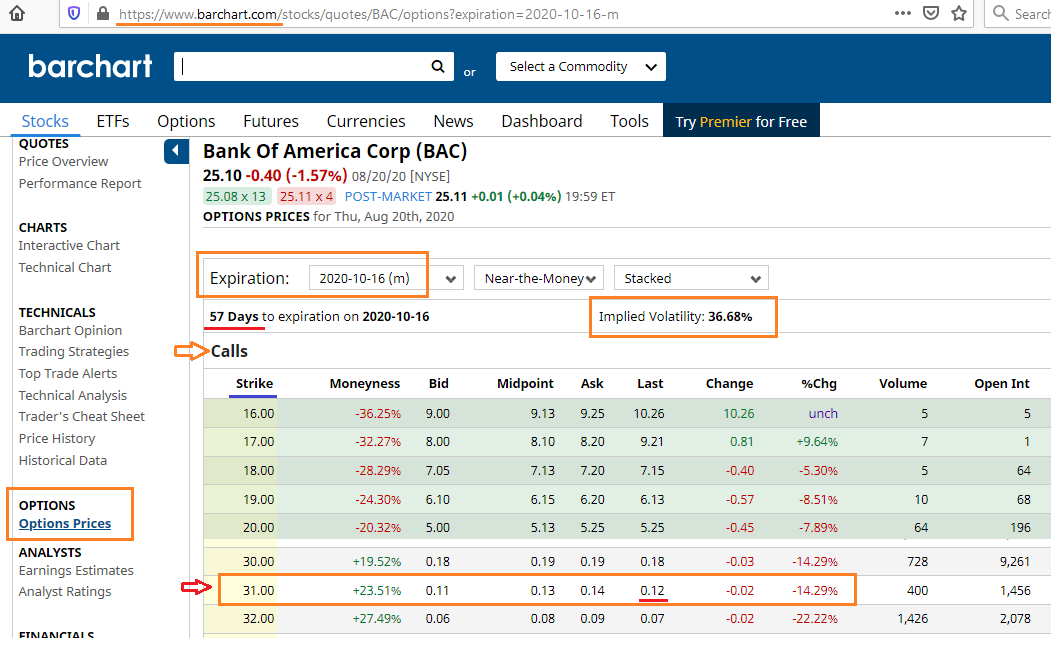 https://www.barchart.com/stocks/quotes/BAC/options?expiration=2020-10-16-m
Search
barchart
or
Select a Commodity
Stocks ETFs Options Futures Currencies News Dashboard Tools Try Premier for Free
QUOTES
Price Overview
Performance Report
CHARTS
Interactive Chart
Technical Chart
TECHNICALS
Barchart Opinion
Trading Strategies
Top Trade Alerts
Technical Analysis
Trader's Cheat Sheet
Price History
Historical Data
OPTIONS
Options Prices
ANALYSTS
Earnings Estimates
Analyst Ratings
FINANCIALS
Bank Of America Corp (BAC)
25.10 -0.40 (-1.57%) 08/20/20 [NYSE]
25.08 x 13 25.11 x 4 POST-MARKET 25.11 +0.01 (+0.04%) 19:59 ET
OPTIONS PRICES for Thu, Aug 20th, 2020
Expiration: 2020-10-16 (m) Near-the-Money Stacked
57 Days to expiration on 2020-10-16 Implied Volatility: 36.68%
Calls
Strike Moneyness Bid Midpoint Ask Last Change %Chg Volume Open Int
16.00 -36.25% 9.00 9.13 9.25 10.26 10.26 unch 5 5
17.00 -32.27% 8.00 8.10 8.20 9.21 0.81 +9.64% 7 1
18.00 -28.29% 7.05 7.13 7.20 7.15 -0.40 -5.30% 5 64
19.00 -24.30% 6.10 6.15 6.20 6.13 -0.57 -8.51% 10 68
20.00 -20.32% 5.00 5.13 5.25 5.25 -0.45 -7.89% 64 196
30.00 +19.52% 0.18 0.19 0.19 0.18 -0.03 -14.29% 728 9,261
31.00 +23.51% 0.11 0.13 0.14 0.12 -0.02 -14.29% 400 1,456
32.00 +27.49% 0.06 0.08 0.09 0.07 -0.02 -22.22% 1,426 2,078